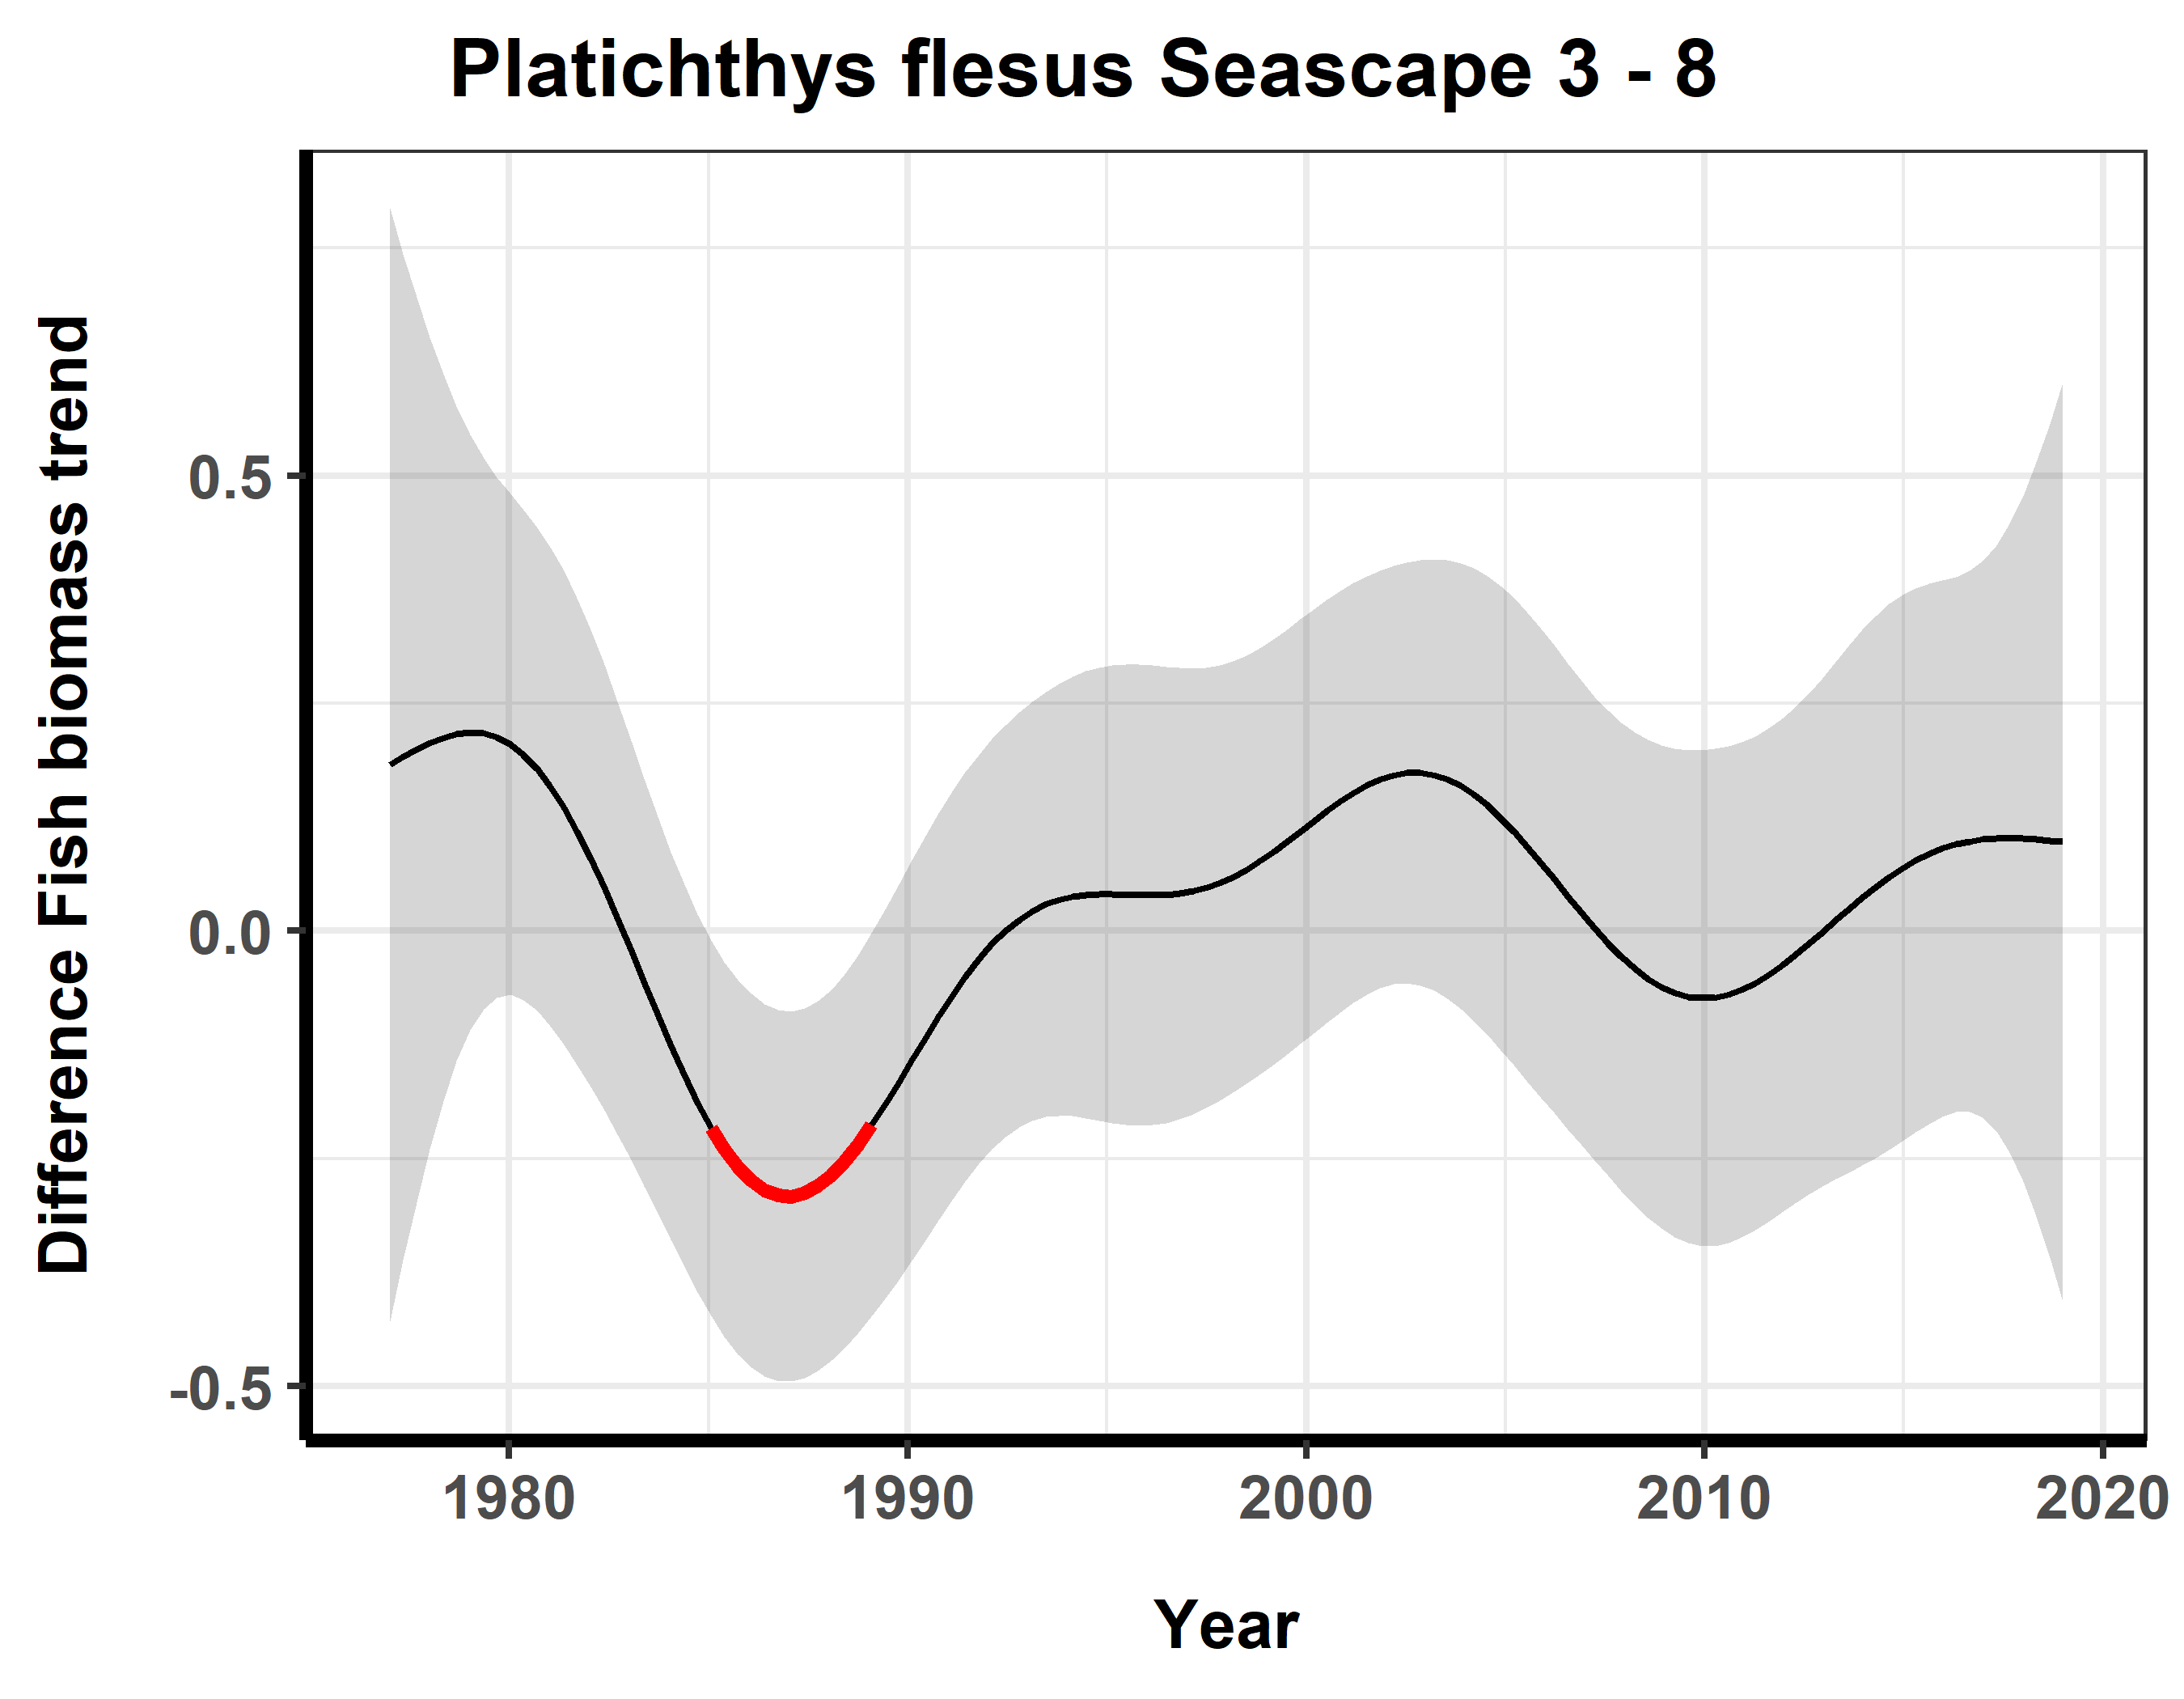 Platichthys flesus Seascape 3 - 8
Difference Fish biomass trend
0.5
0.0
-0.5
1980 1990 2000 2010 2020
Year